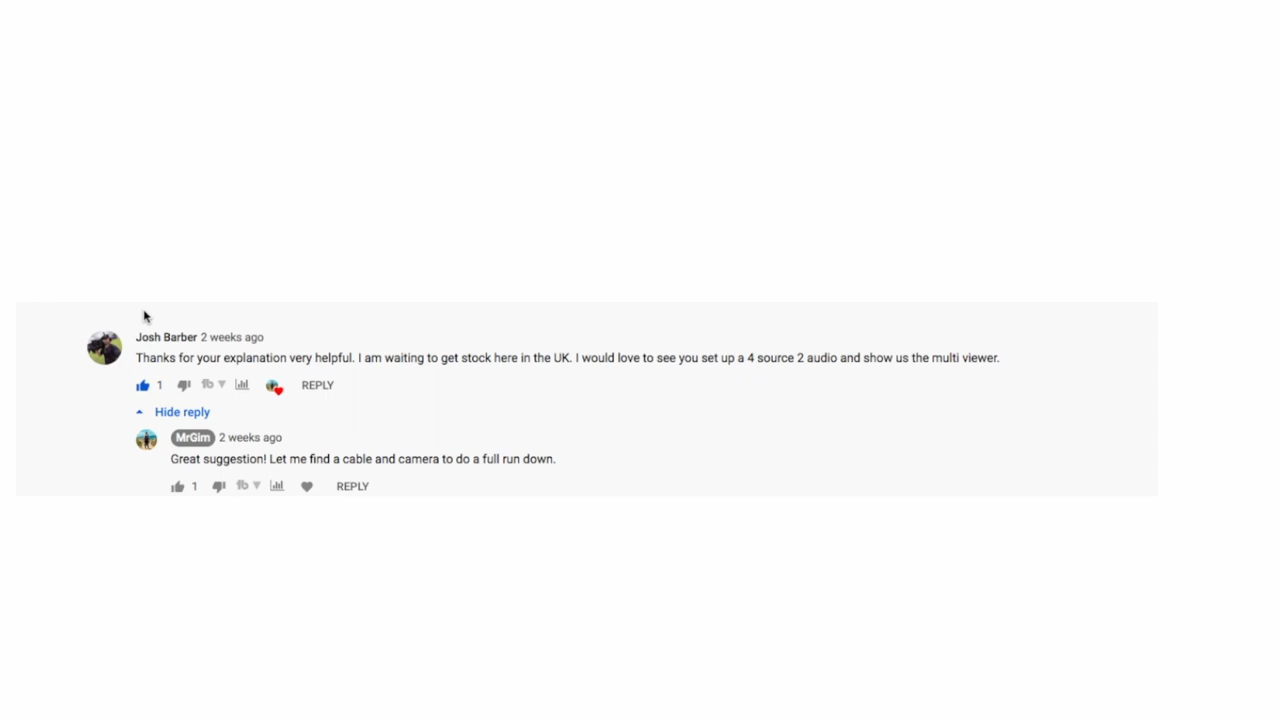 Josh Barber 2 weeks ago
Thanks for your explanation very helpful. I am waiting to get stock here in the UK. I would love to see you set up a 4 source 2 audio and show us the multi viewer.
1 REPLY
Hide reply
MrGim 2 weeks ago
Great suggestion! Let me find a cable and camera to do a full run down.
1 REPLY